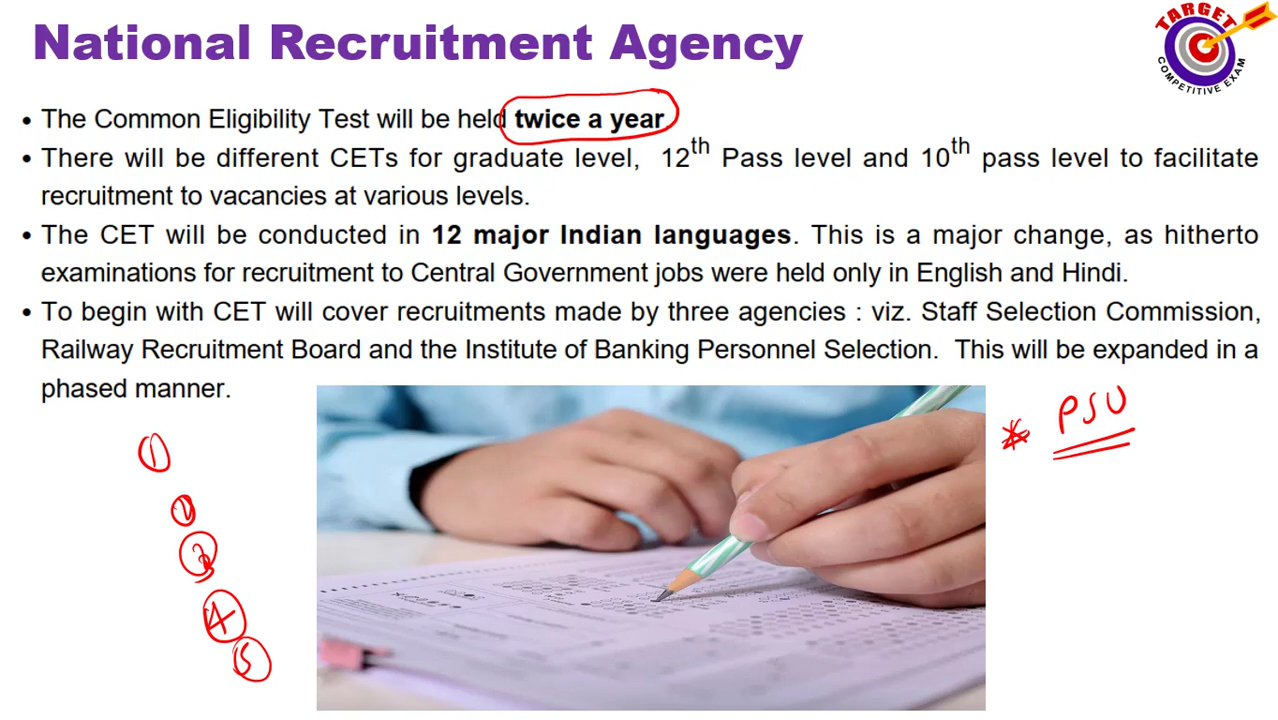 National Recruitment Agency
TARGET
COMPETITIVE EXAM
• The Common Eligibility Test will be held twice a year.
• There will be different CETs for graduate level, 12th Pass level and 10th pass level to facilitate
recruitment to vacancies at various levels.
• The CET will be conducted in 12 major Indian languages. This is a major change, as hitherto
examinations for recruitment to Central Government jobs were held only in English and Hindi.
• To begin with CET will cover recruitments made by three agencies : viz. Staff Selection Commission,
Railway Recruitment Board and the Institute of Banking Personnel Selection. This will be expanded in a
phased manner.
* PSU
1
2
3
4
5